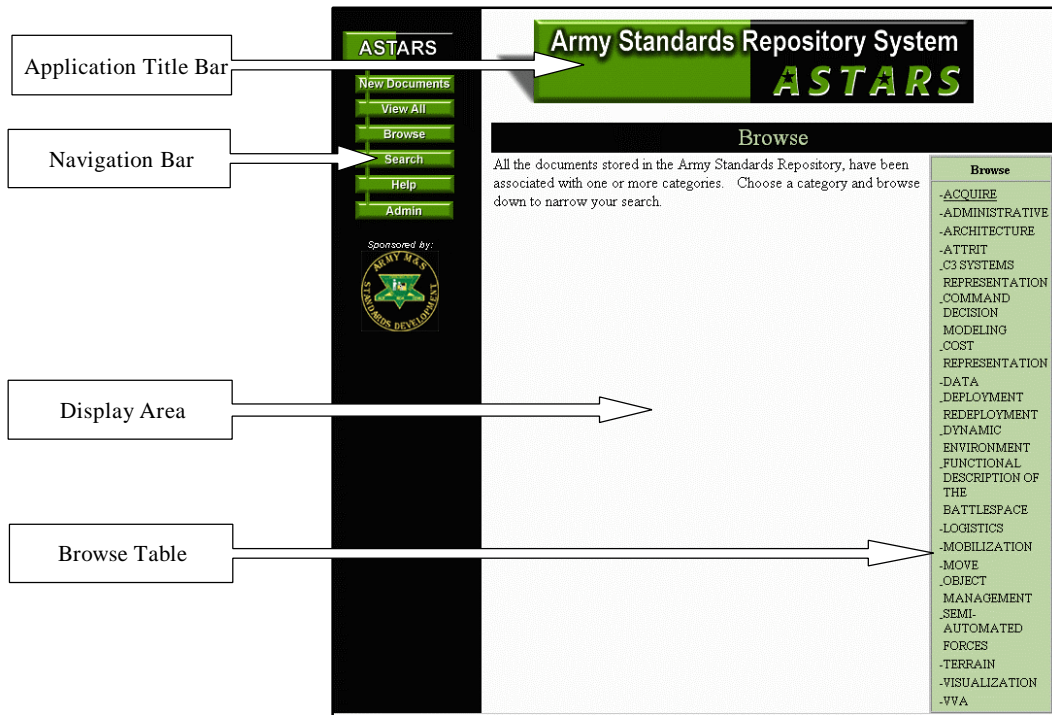 Application Title Bar
Navigation Bar
Display Area
Browse Table
ASTARS
New Documents
View All
Browse
Search
Help
Admin
Sponsored by:
ARMY M&S
STANDARDS DEVELOPMENT
Army Standards Repository System
ASTARS
Browse
All the documents stored in the Army Standards Repository, have been
associated with one or more categories. Choose a category and browse
down to narrow your search.
Browse
-ACQUIRE
-ADMINISTRATIVE
-ARCHITECTURE
-ATTRIT
-C3 SYSTEMS
REPRESENTATION
-COMMAND
DECISION
MODELING
-COST
REPRESENTATION
-DATA
-DEPLOYMENT
REDEPLOYMENT
-DYNAMIC
ENVIRONMENT
-FUNCTIONAL
DESCRIPTION OF
THE
BATTLESPACE
-LOGISTICS
-MOBILIZATION
-MOVE
-OBJECT
MANAGEMENT
-SEMI-
AUTOMATED
FORCES
-TERRAIN
-VISUALIZATION
-VVA